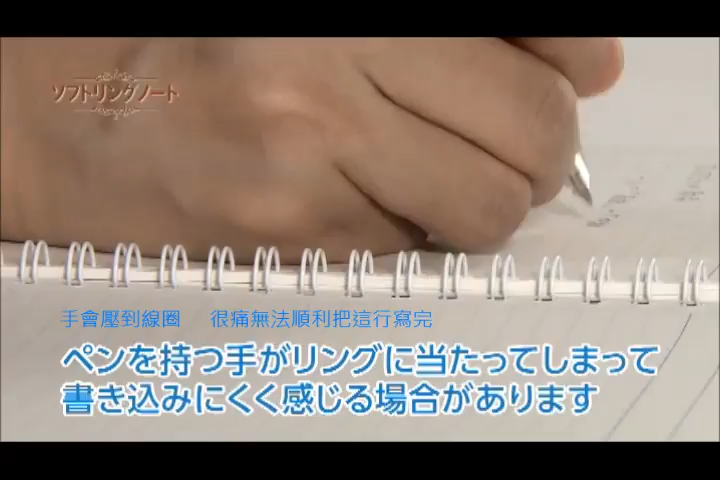 ソフトリングノート
手會壓到線圈 很痛無法順利把這行寫完
ペンを持つ手がリングに当たってしまって
書き込みにくく感じる場合があります